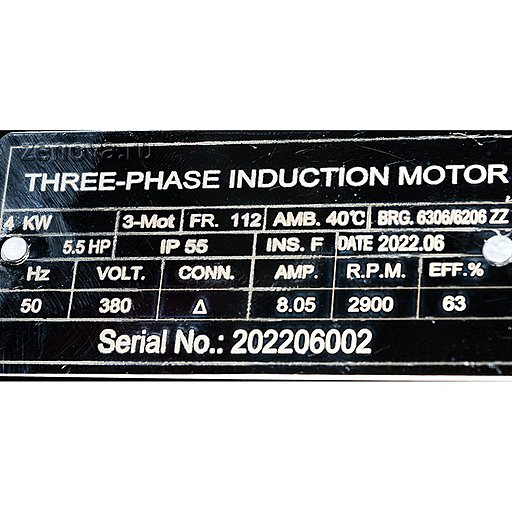 zenova.ru
THREE-PHASE INDUCTION MOTOR
4 KW 3-Mot FR. 112 AMB. 40℃ BRG. 6306/6206 ZZ
5.5 HP IP 55 INS. F DATE 2022.06
Hz VOLT. CONN. AMP. R.P.M. EFF.%
50 380 Δ 8.05 2900 63
Serial No.: 202206002